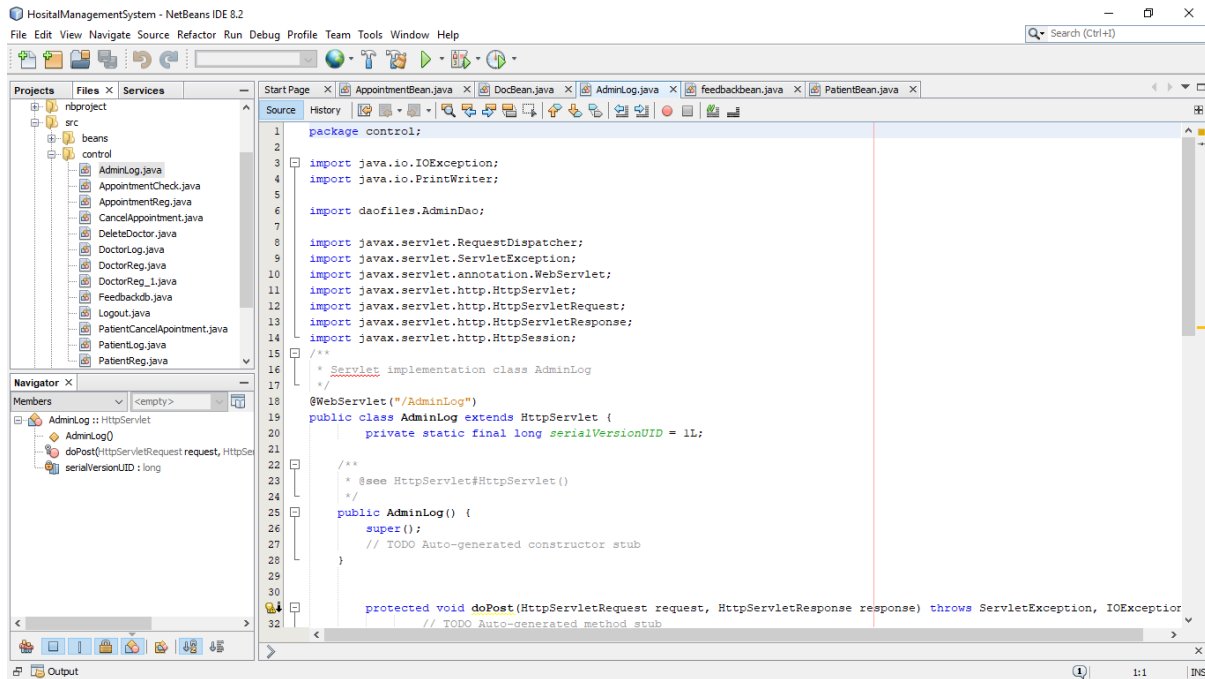 HositalManagementSystem - NetBeans IDE 8.2
File Edit View Navigate Source Refactor Run Debug Profile Team Tools Window Help
Search (Ctrl+I)
Projects Files Services
nbproject
src
beans
control
AdminLog.java
AppointmentCheck.java
AppointmentReg.java
CancelAppointment.java
DeleteDoctor.java
DoctorLog.java
DoctorReg.java
DoctorReg_1.java
Feedbackdb.java
Logout.java
PatientCancelApointment.java
PatientLog.java
PatientReg.java
Navigator
Members <empty>
AdminLog :: HttpServlet
AdminLog()
doPost(HttpServletRequest request, HttpSer
serialVersionUID : long
Start Page AppointmentBean.java DocBean.java AdminLog.java feedbackbean.java PatientBean.java
Source History
1 package control;
2
3 import java.io.IOException;
4 import java.io.PrintWriter;
5
6 import daofiles.AdminDao;
7
8 import javax.servlet.RequestDispatcher;
9 import javax.servlet.ServletException;
10 import javax.servlet.annotation.WebServlet;
11 import javax.servlet.http.HttpServlet;
12 import javax.servlet.http.HttpServletRequest;
13 import javax.servlet.http.HttpServletResponse;
14 import javax.servlet.http.HttpSession;
15 /**
16 * Servlet implementation class AdminLog
17 */
18 @WebServlet("/AdminLog")
19 public class AdminLog extends HttpServlet {
20 private static final long serialVersionUID = 1L;
21
22 /**
23 * @see HttpServlet#HttpServlet()
24 */
25 public AdminLog() {
26 super();
27 // TODO Auto-generated constructor stub
28 }
29
30
protected void doPost(HttpServletRequest request, HttpServletResponse response) throws ServletException, IOException
32 // TODO Auto-generated method stub
Output
1 1:1 INS